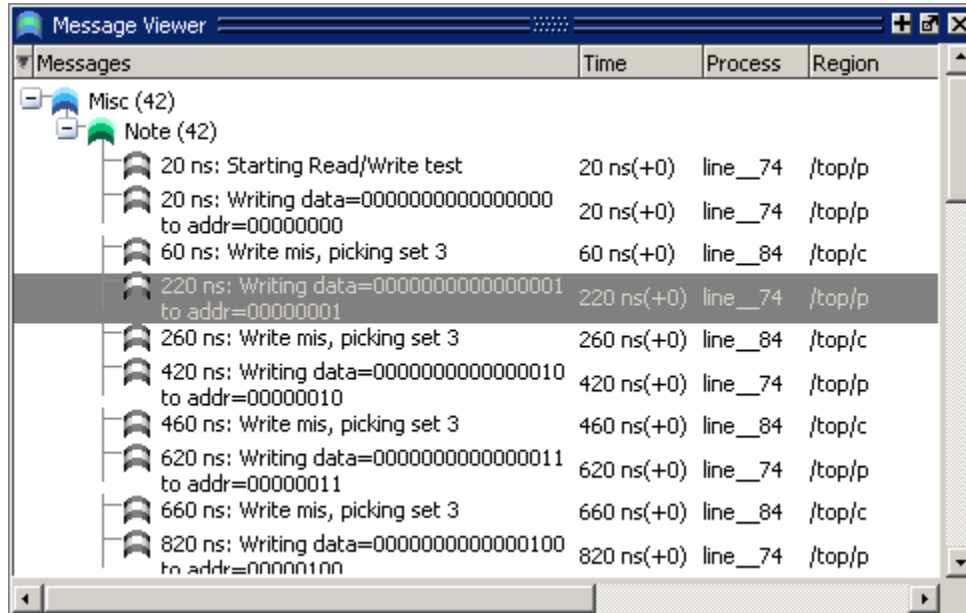 Message Viewer
Messages Time Process Region
Misc (42)
Note (42)
20 ns: Starting Read/Write test 20 ns(+0) line__74 /top/p
20 ns: Writing data=0000000000000000
to addr=00000000 20 ns(+0) line__74 /top/p
60 ns: Write mis, picking set 3 60 ns(+0) line__84 /top/c
220 ns: Writing data=0000000000000001
to addr=00000001 220 ns(+0) line__74 /top/p
260 ns: Write mis, picking set 3 260 ns(+0) line__84 /top/c
420 ns: Writing data=0000000000000010
to addr=00000010 420 ns(+0) line__74 /top/p
460 ns: Write mis, picking set 3 460 ns(+0) line__84 /top/c
620 ns: Writing data=0000000000000011
to addr=00000011 620 ns(+0) line__74 /top/p
660 ns: Write mis, picking set 3 660 ns(+0) line__84 /top/c
820 ns: Writing data=0000000000000100
to addr=00000100 820 ns(+0) line__74 /top/p